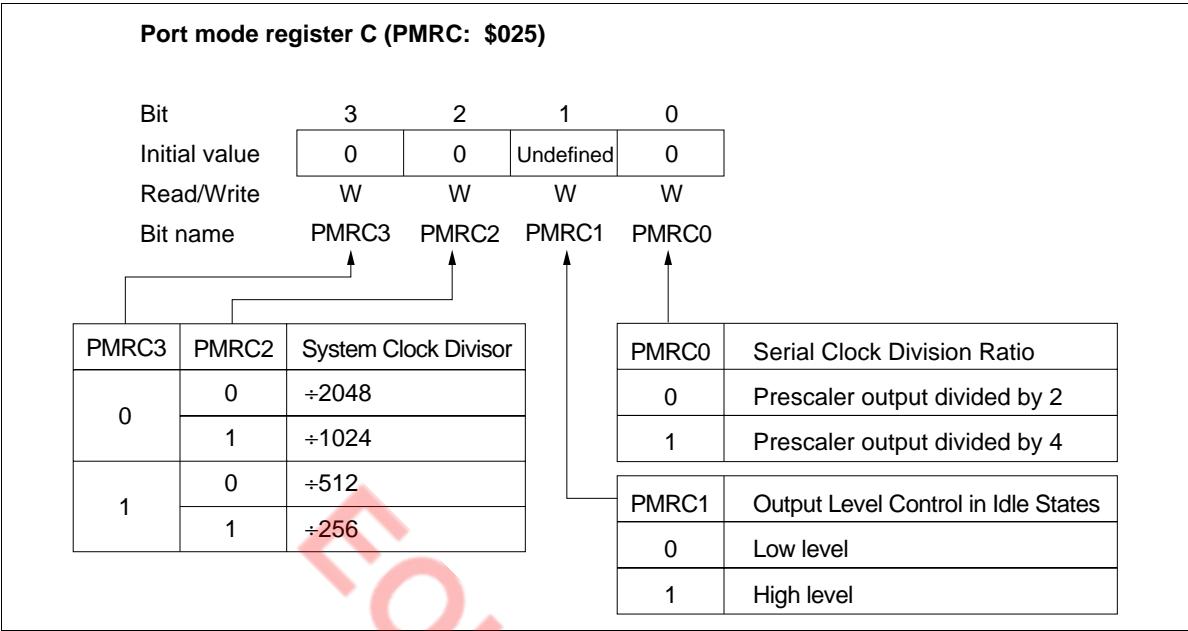 Port mode register C (PMRC: $025)
Bit 3 2 1 0
Initial value 0 0 Undefined 0
Read/Write W W W W
Bit name PMRC3 PMRC2 PMRC1 PMRC0
PMRC3 PMRC2 System Clock Divisor
0 0 ÷2048
1 ÷1024
1 0 ÷512
1 ÷256
PMRC0 Serial Clock Division Ratio
0 Prescaler output divided by 2
1 Prescaler output divided by 4
PMRC1 Output Level Control in Idle States
0 Low level
1 High level